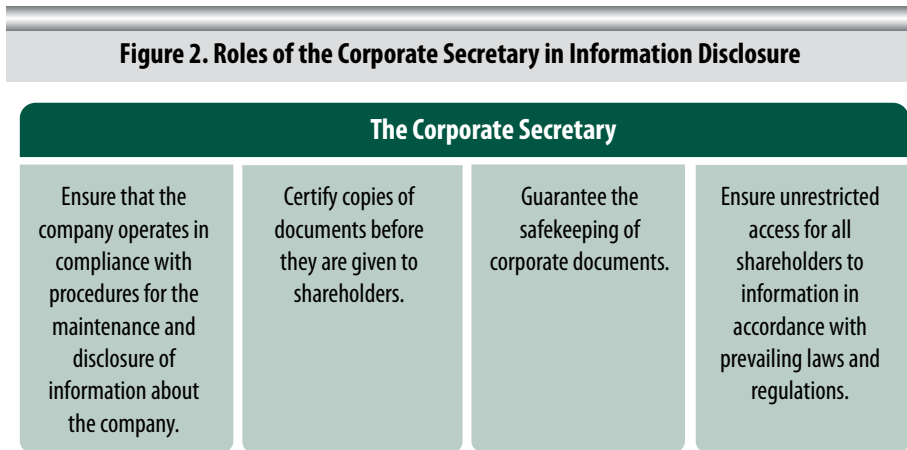 Figure 2. Roles of the Corporate Secretary in Information Disclosure
The Corporate Secretary
Ensure that the
company operates in
compliance with
procedures for the
maintenance and
disclosure of
information about
the company.
Certify copies of
documents before
they are given to
shareholders.
Guarantee the
safekeeping of
corporate documents.
Ensure unrestricted
access for all
shareholders to
information in
accordance with
prevailing laws and
regulations.